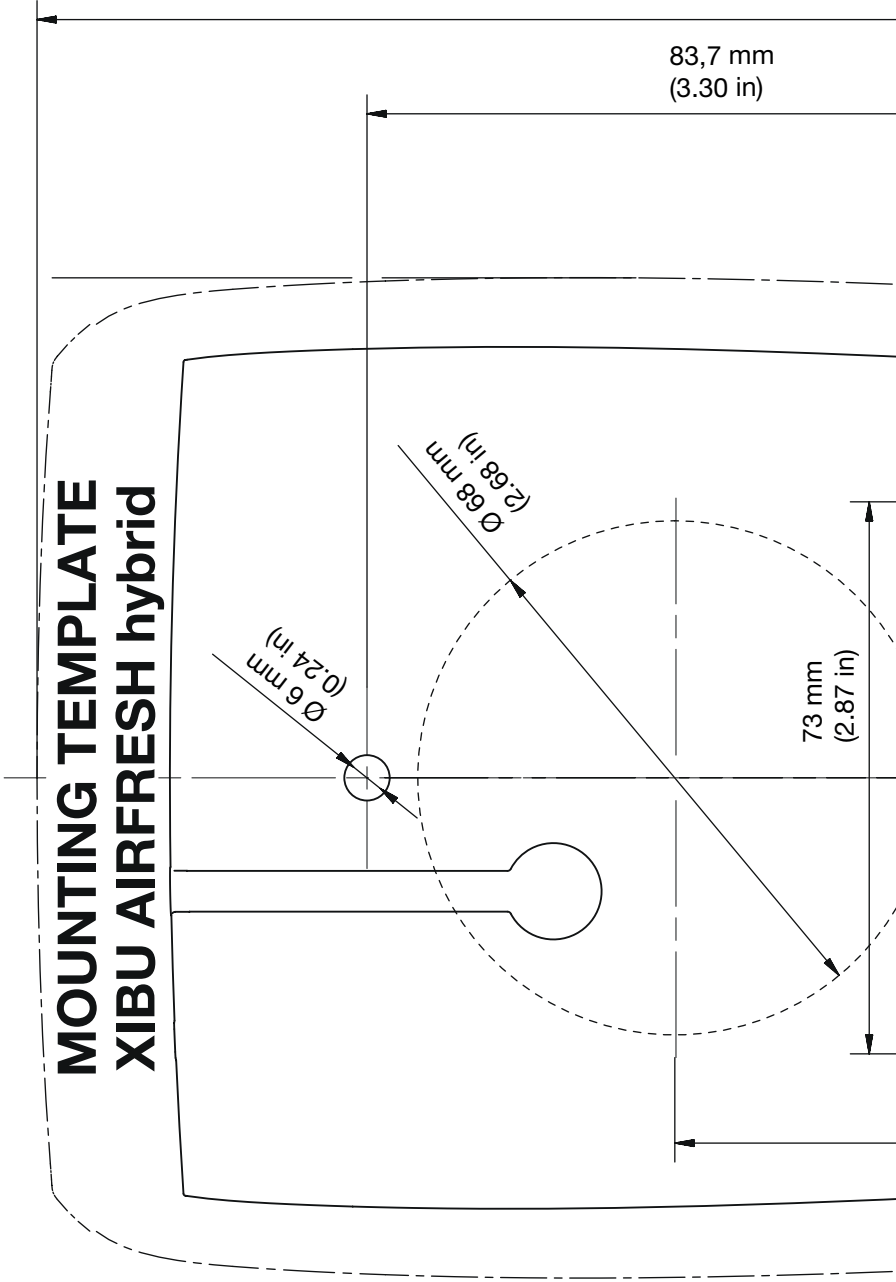 83,7 mm
(3.30 in)
MOUNTING TEMPLATE
XIBU AIRFRESH hybrid
Ø 68 mm
(2.68 in)
Ø 6 mm
(0.24 in)
73 mm
(2.87 in)